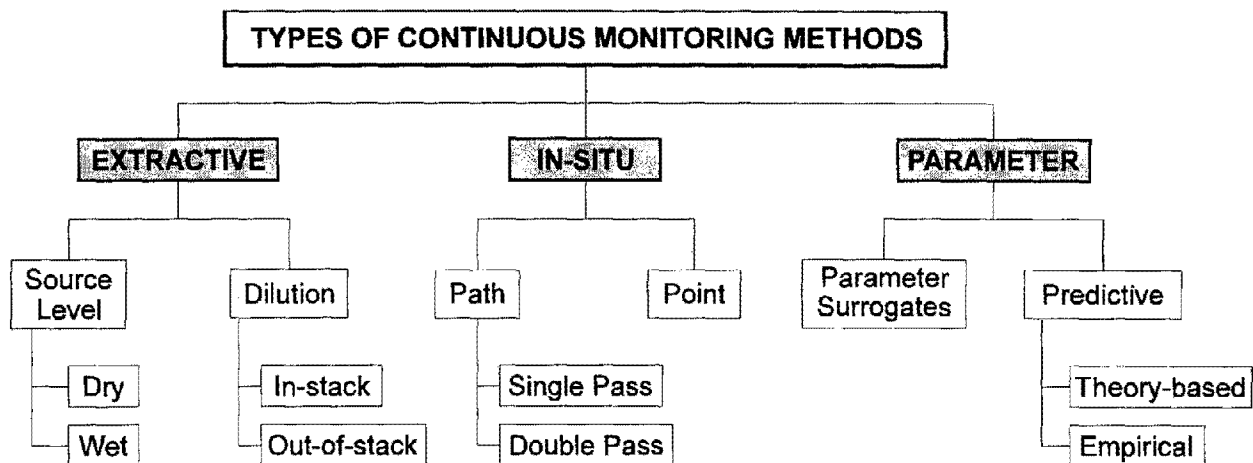 TYPES OF CONTINUOUS MONITORING METHODS
EXTRACTIVE
IN-SITU
PARAMETER
Source
Level
Dilution
Path
Point
Parameter
Surrogates
Predictive
Dry
Wet
In-stack
Out-of-stack
Single Pass
Double Pass
Theory-based
Empirical